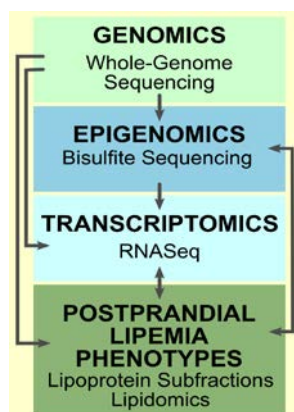 GENOMICS
Whole-Genome
Sequencing
EPIGENOMICS
Bisulfite Sequencing
TRANSCRIPTOMICS
RNASeq
POSTPRANDIAL
LIPEMIA
PHENOTYPES
Lipoprotein Subfractions
Lipidomics